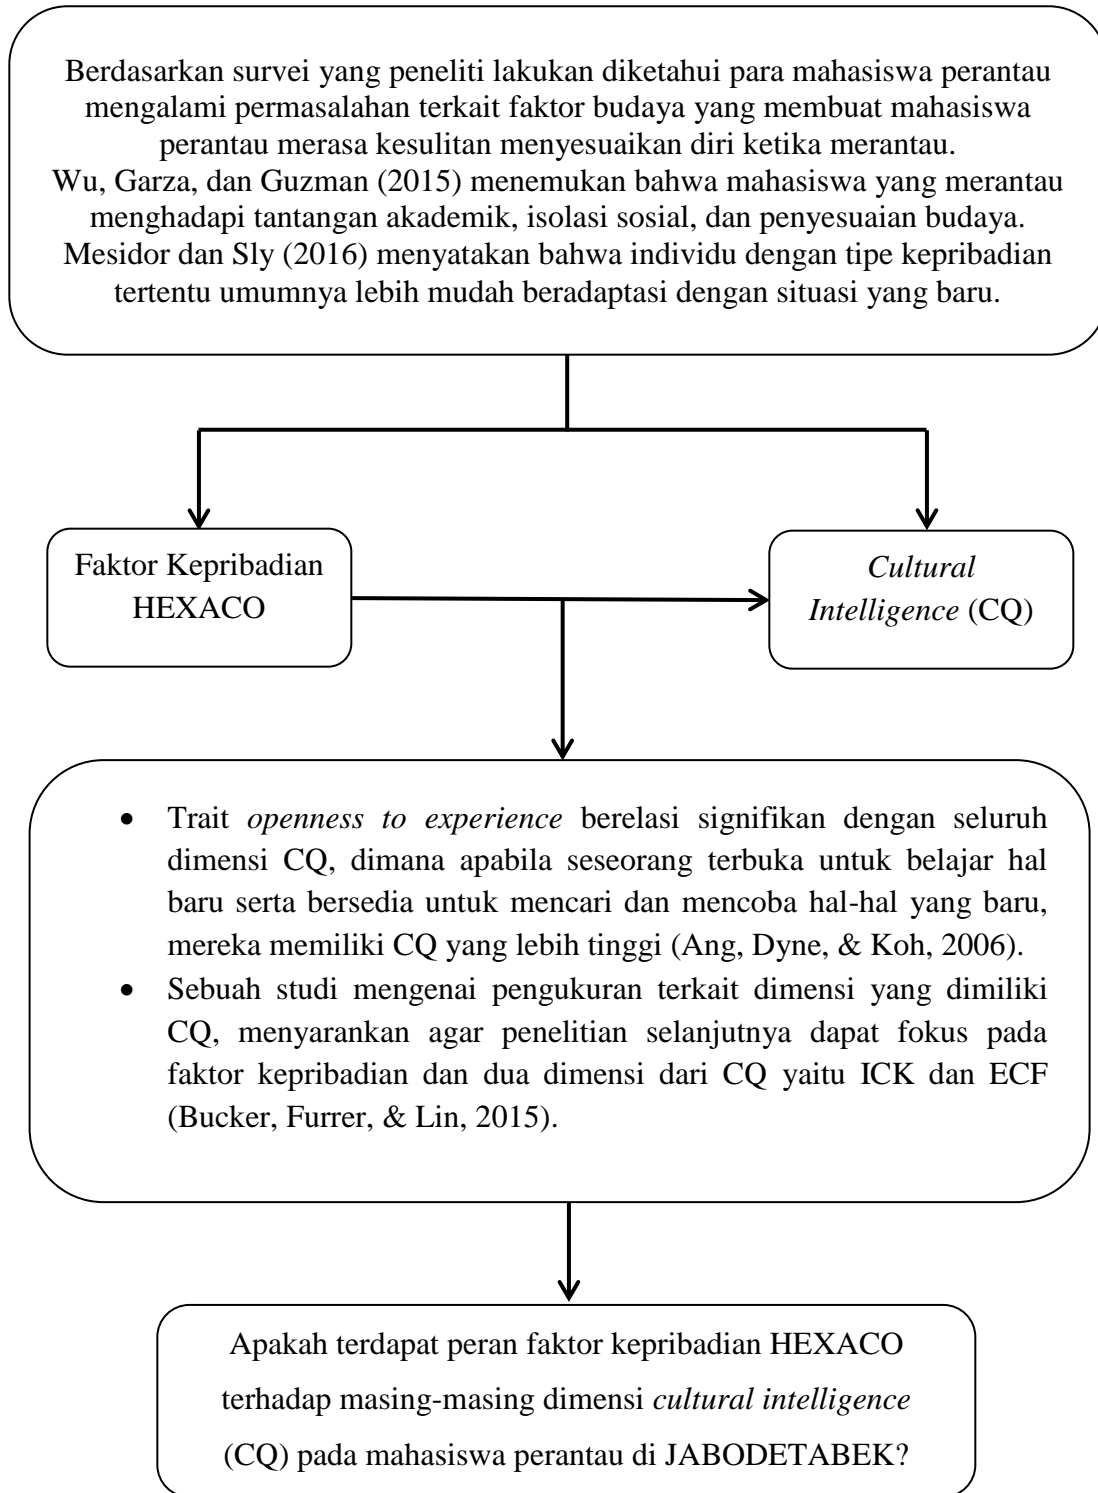 Berdasarkan survei yang peneliti lakukan diketahui para mahasiswa perantau
mengalami permasalahan terkait faktor budaya yang membuat mahasiswa
perantau merasa kesulitan menyesuaikan diri ketika merantau.
Wu, Garza, dan Guzman (2015) menemukan bahwa mahasiswa yang merantau
menghadapi tantangan akademik, isolasi sosial, dan penyesuaian budaya.
Mesidor dan Sly (2016) menyatakan bahwa individu dengan tipe kepribadian
tertentu umumnya lebih mudah beradaptasi dengan situasi yang baru.
Faktor Kepribadian
HEXACO
Cultural
Intelligence (CQ)
• Trait openness to experience berelasi signifikan dengan seluruh
dimensi CQ, dimana apabila seseorang terbuka untuk belajar hal
baru serta bersedia untuk mencari dan mencoba hal-hal yang baru,
mereka memiliki CQ yang lebih tinggi (Ang, Dyne, & Koh, 2006).
• Sebuah studi mengenai pengukuran terkait dimensi yang dimiliki
CQ, menyarankan agar penelitian selanjutnya dapat fokus pada
faktor kepribadian dan dua dimensi dari CQ yaitu ICK dan ECF
(Bucker, Furrer, & Lin, 2015).
Apakah terdapat peran faktor kepribadian HEXACO
terhadap masing-masing dimensi cultural intelligence
(CQ) pada mahasiswa perantau di JABODETABEK?